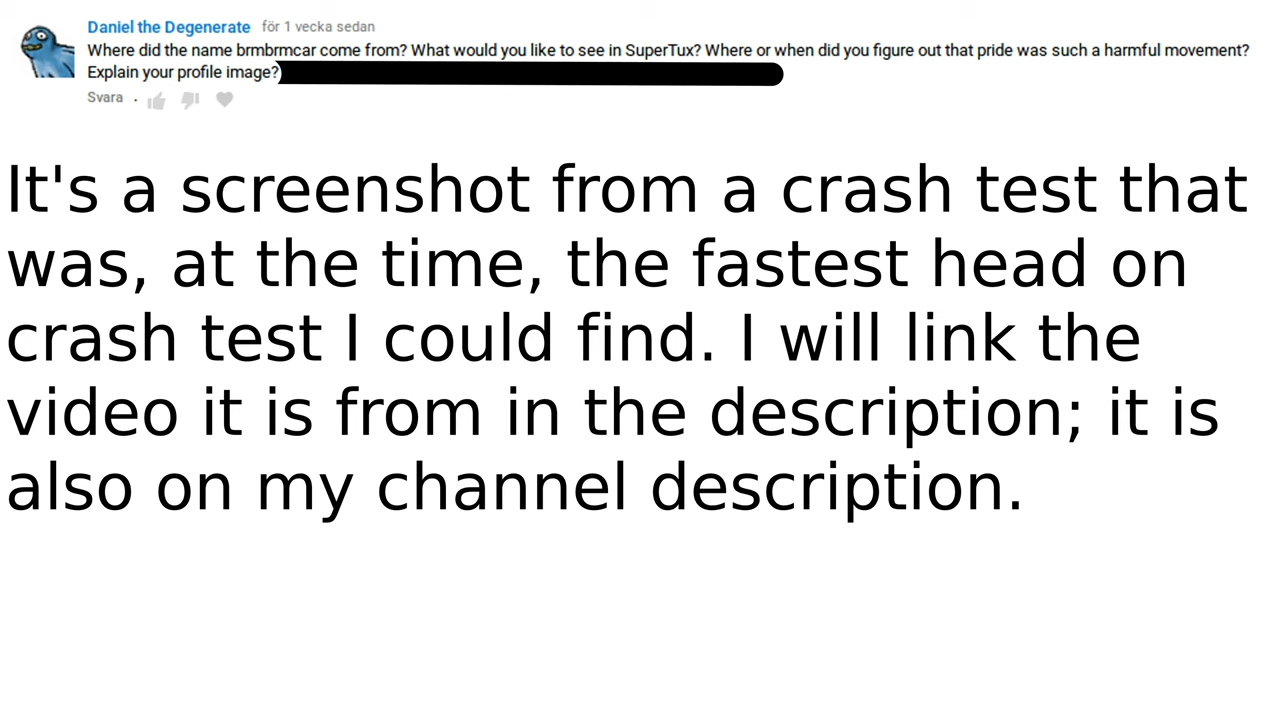 Daniel the Degenerate för 1 vecka sedan
Where did the name brmbrmcar come from? What would you like to see in SuperTux? Where or when did you figure out that pride was such a harmful movement?
Explain your profile image?
Svara .
It's a screenshot from a crash test that
was, at the time, the fastest head on
crash test I could find. I will link the
video it is from in the description; it is
also on my channel description.